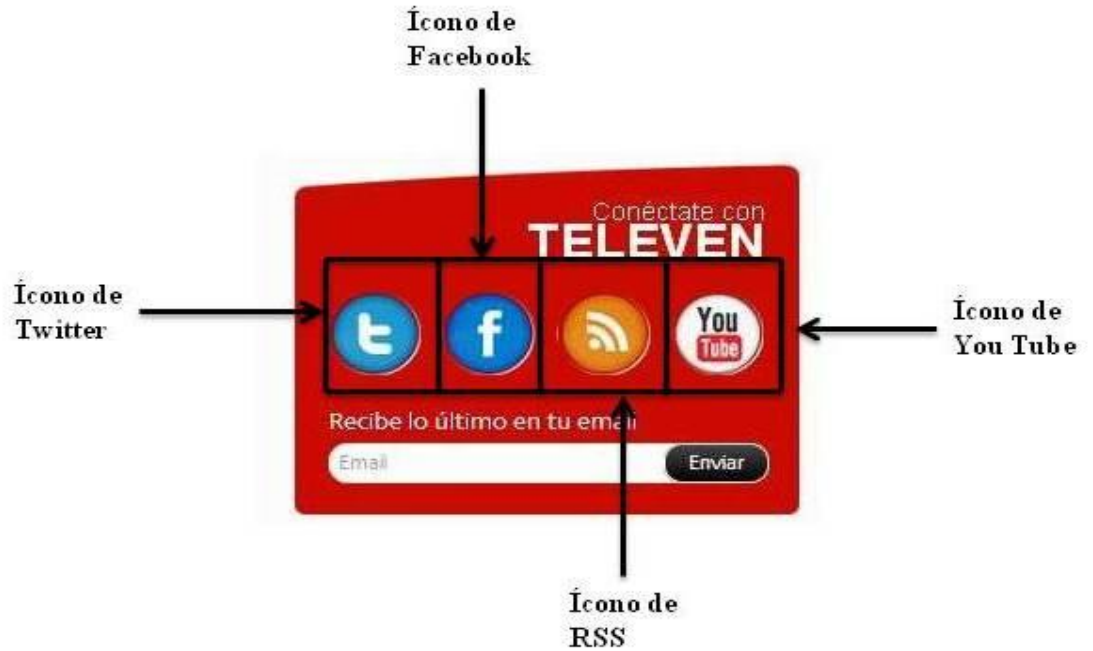 Ícono de
Facebook
Conéctate con
TELEVEN
Ícono de
Twitter
t
f
You
Tube
Ícono de
You Tube
Recibe lo último en tu email
Email
Enviar
Ícono de
RSS